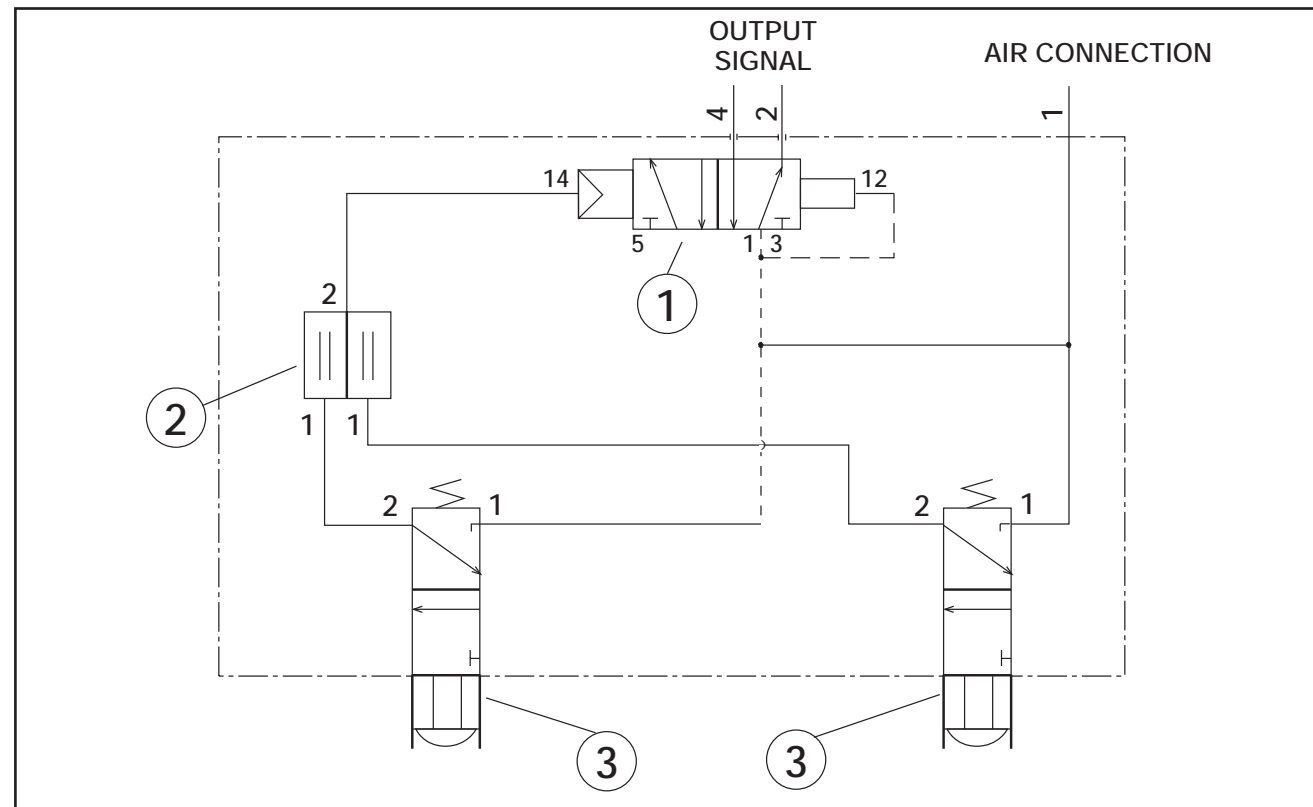 OUTPUT
SIGNAL
AIR CONNECTION
4 2 1
14 12
5 1 3
1
2
2
1 1
2 1 2 1
3 3